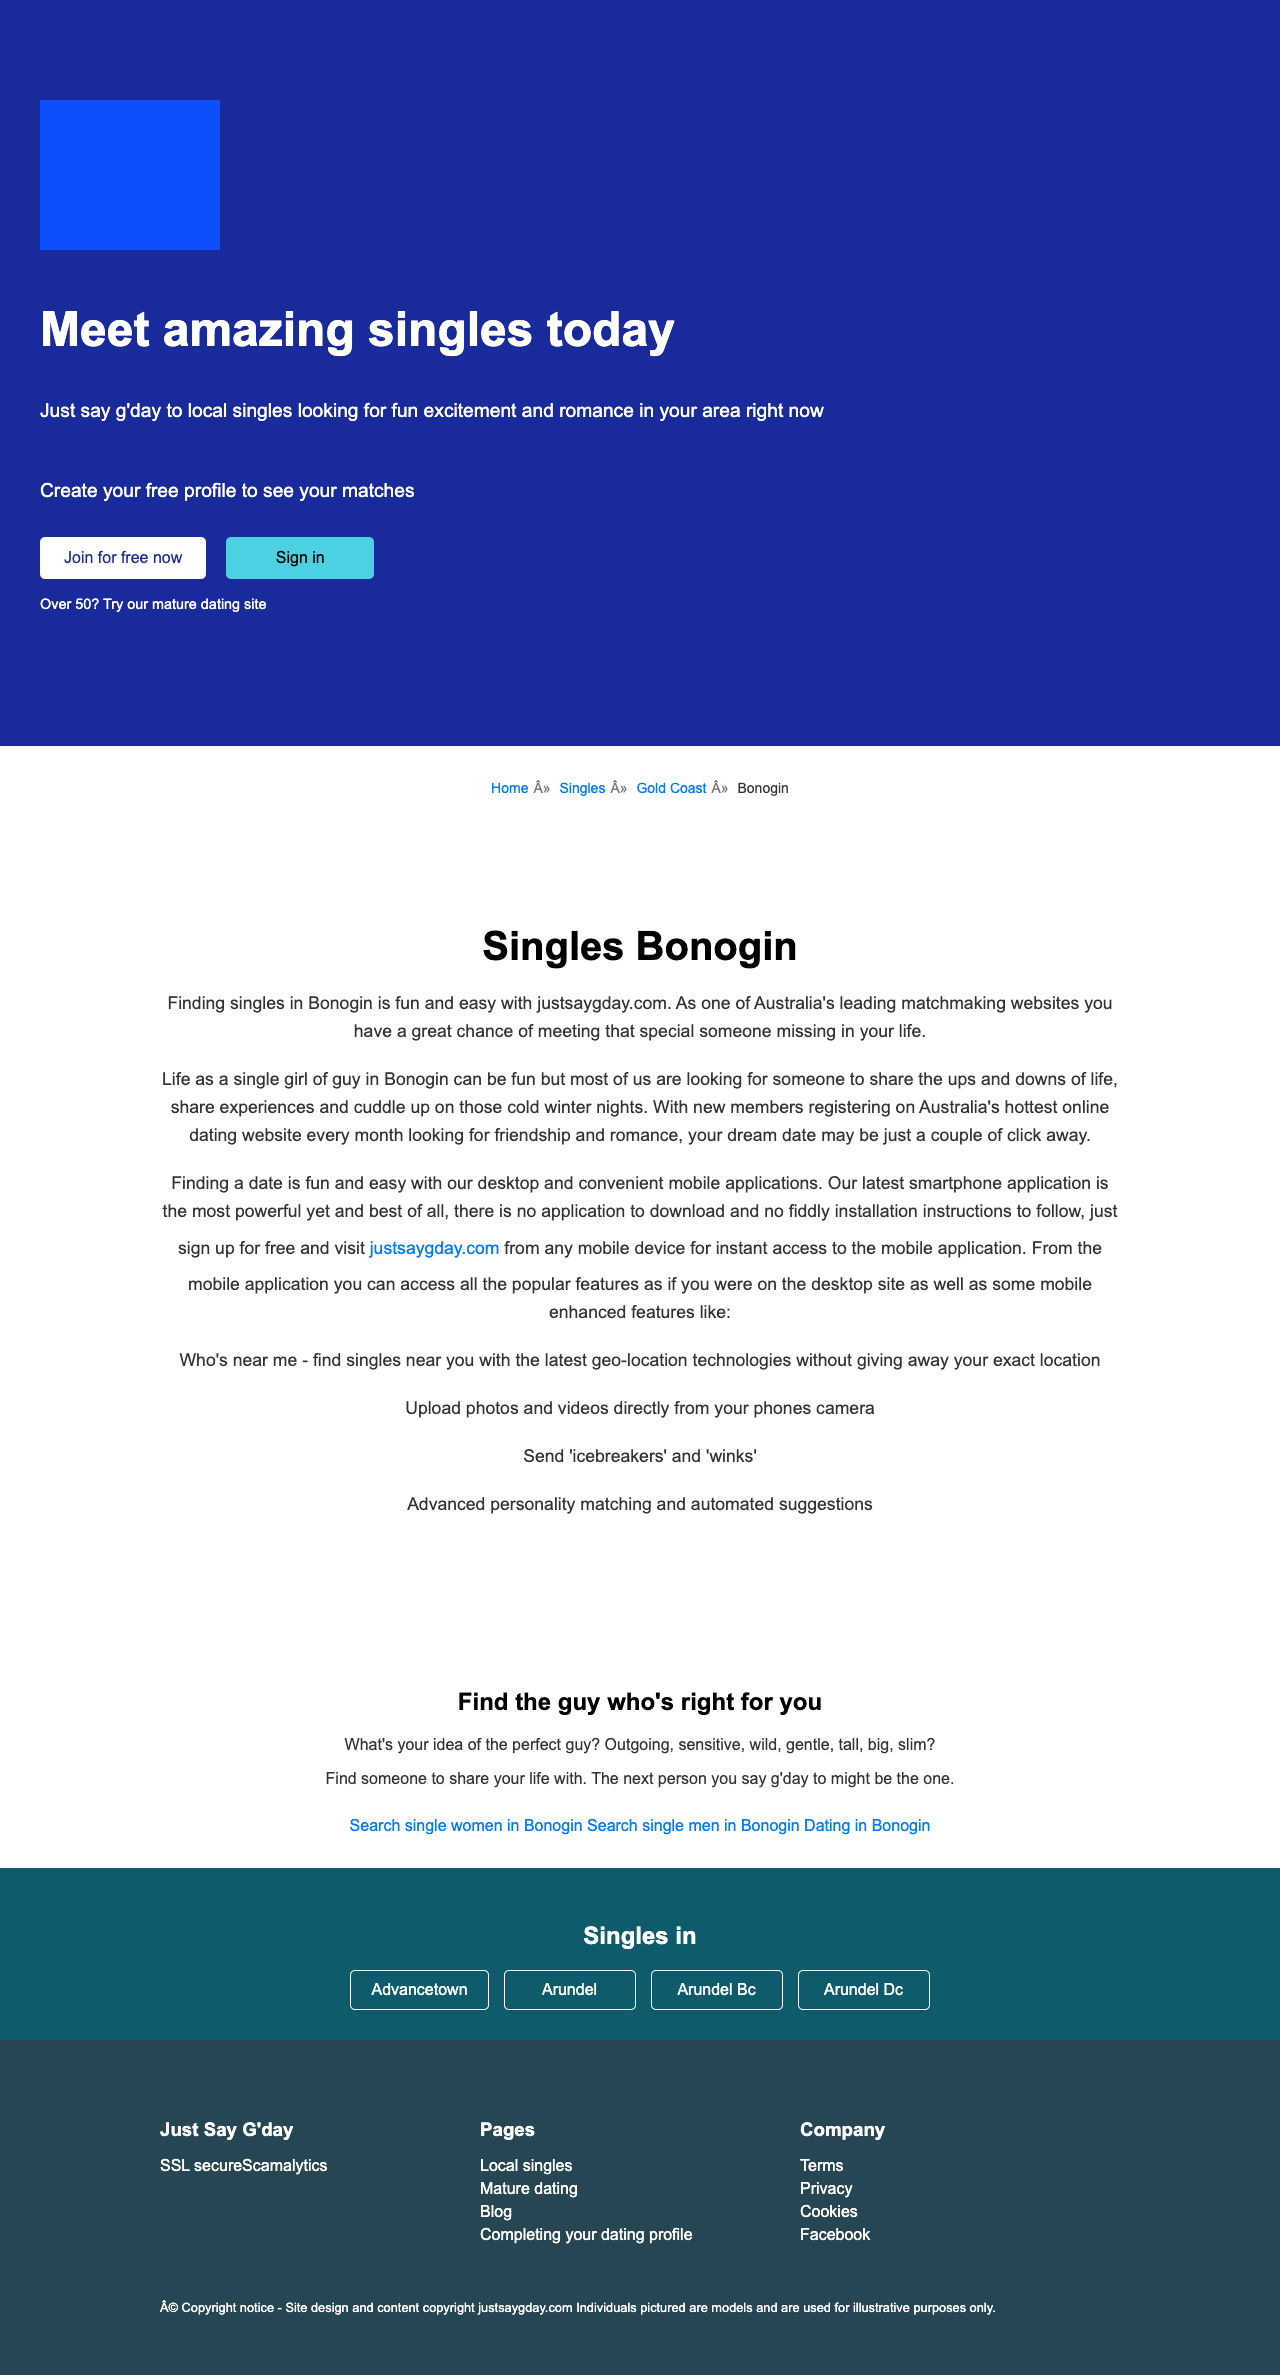 Meet amazing singles today
Just say g'day to local singles looking for fun excitement and romance in your area right now
Create your free profile to see your matches
Join for free now
Sign in
Over 50? Try our mature dating site
Home Â» Singles Â» Gold Coast Â» Bonogin
Singles Bonogin
Finding singles in Bonogin is fun and easy with justsaygday.com. As one of Australia's leading matchmaking websites you
have a great chance of meeting that special someone missing in your life.
Life as a single girl of guy in Bonogin can be fun but most of us are looking for someone to share the ups and downs of life,
share experiences and cuddle up on those cold winter nights. With new members registering on Australia's hottest online
dating website every month looking for friendship and romance, your dream date may be just a couple of click away.
Finding a date is fun and easy with our desktop and convenient mobile applications. Our latest smartphone application is
the most powerful yet and best of all, there is no application to download and no fiddly installation instructions to follow, just
sign up for free and visit justsaygday.com from any mobile device for instant access to the mobile application. From the
mobile application you can access all the popular features as if you were on the desktop site as well as some mobile
enhanced features like:
Who's near me - find singles near you with the latest geo-location technologies without giving away your exact location
Upload photos and videos directly from your phones camera
Send 'icebreakers' and 'winks'
Advanced personality matching and automated suggestions
Find the guy who's right for you
What's your idea of the perfect guy? Outgoing, sensitive, wild, gentle, tall, big, slim?
Find someone to share your life with. The next person you say g'day to might be the one.
Search single women in Bonogin Search single men in Bonogin Dating in Bonogin
Singles in
Advancetown
Arundel
Arundel Bc
Arundel Dc
Just Say G'day
SSL secureScamalytics
Pages
Local singles
Mature dating
Blog
Completing your dating profile
Company
Terms
Privacy
Cookies
Facebook
Â© Copyright notice - Site design and content copyright justsaygday.com Individuals pictured are models and are used for illustrative purposes only.